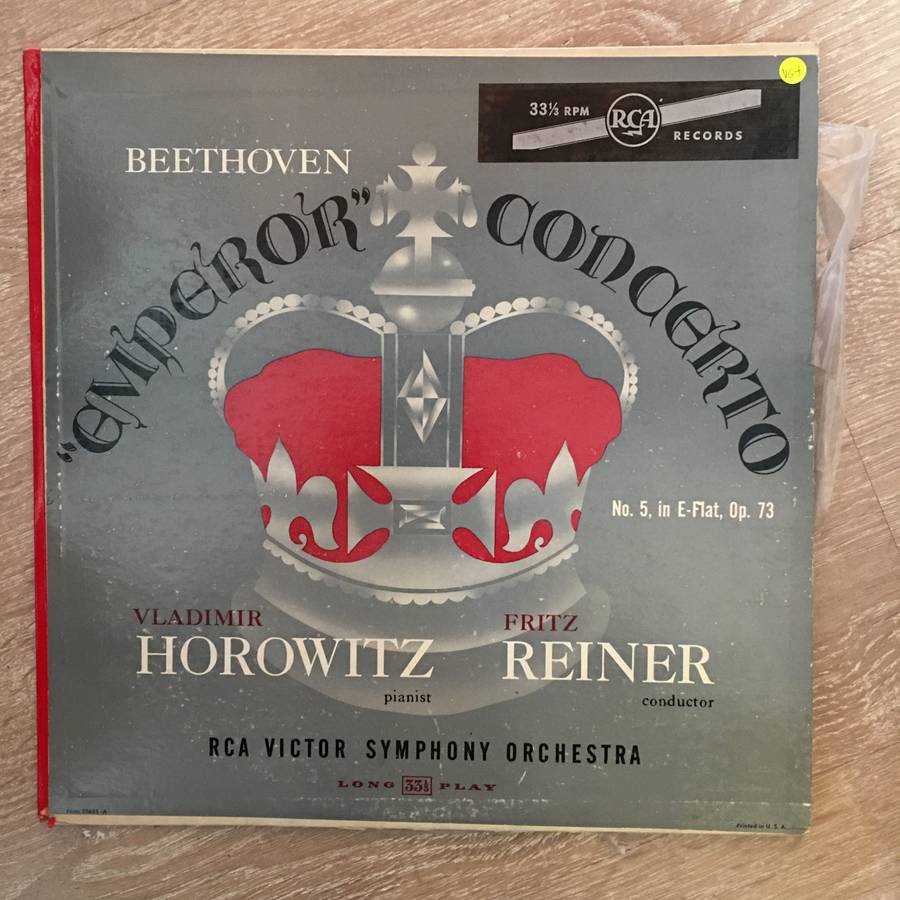 VG+
33⅓ RPM
RCA
RECORDS
BEETHOVEN
"EMPEROR" CONCERTO
No. 5, in E-Flat, Op. 73
VLADIMIR
HOROWITZ
pianist
FRITZ
REINER
conductor
RCA VICTOR SYMPHONY ORCHESTRA
LONG 33⅓ PLAY
Printed in U. S. A.